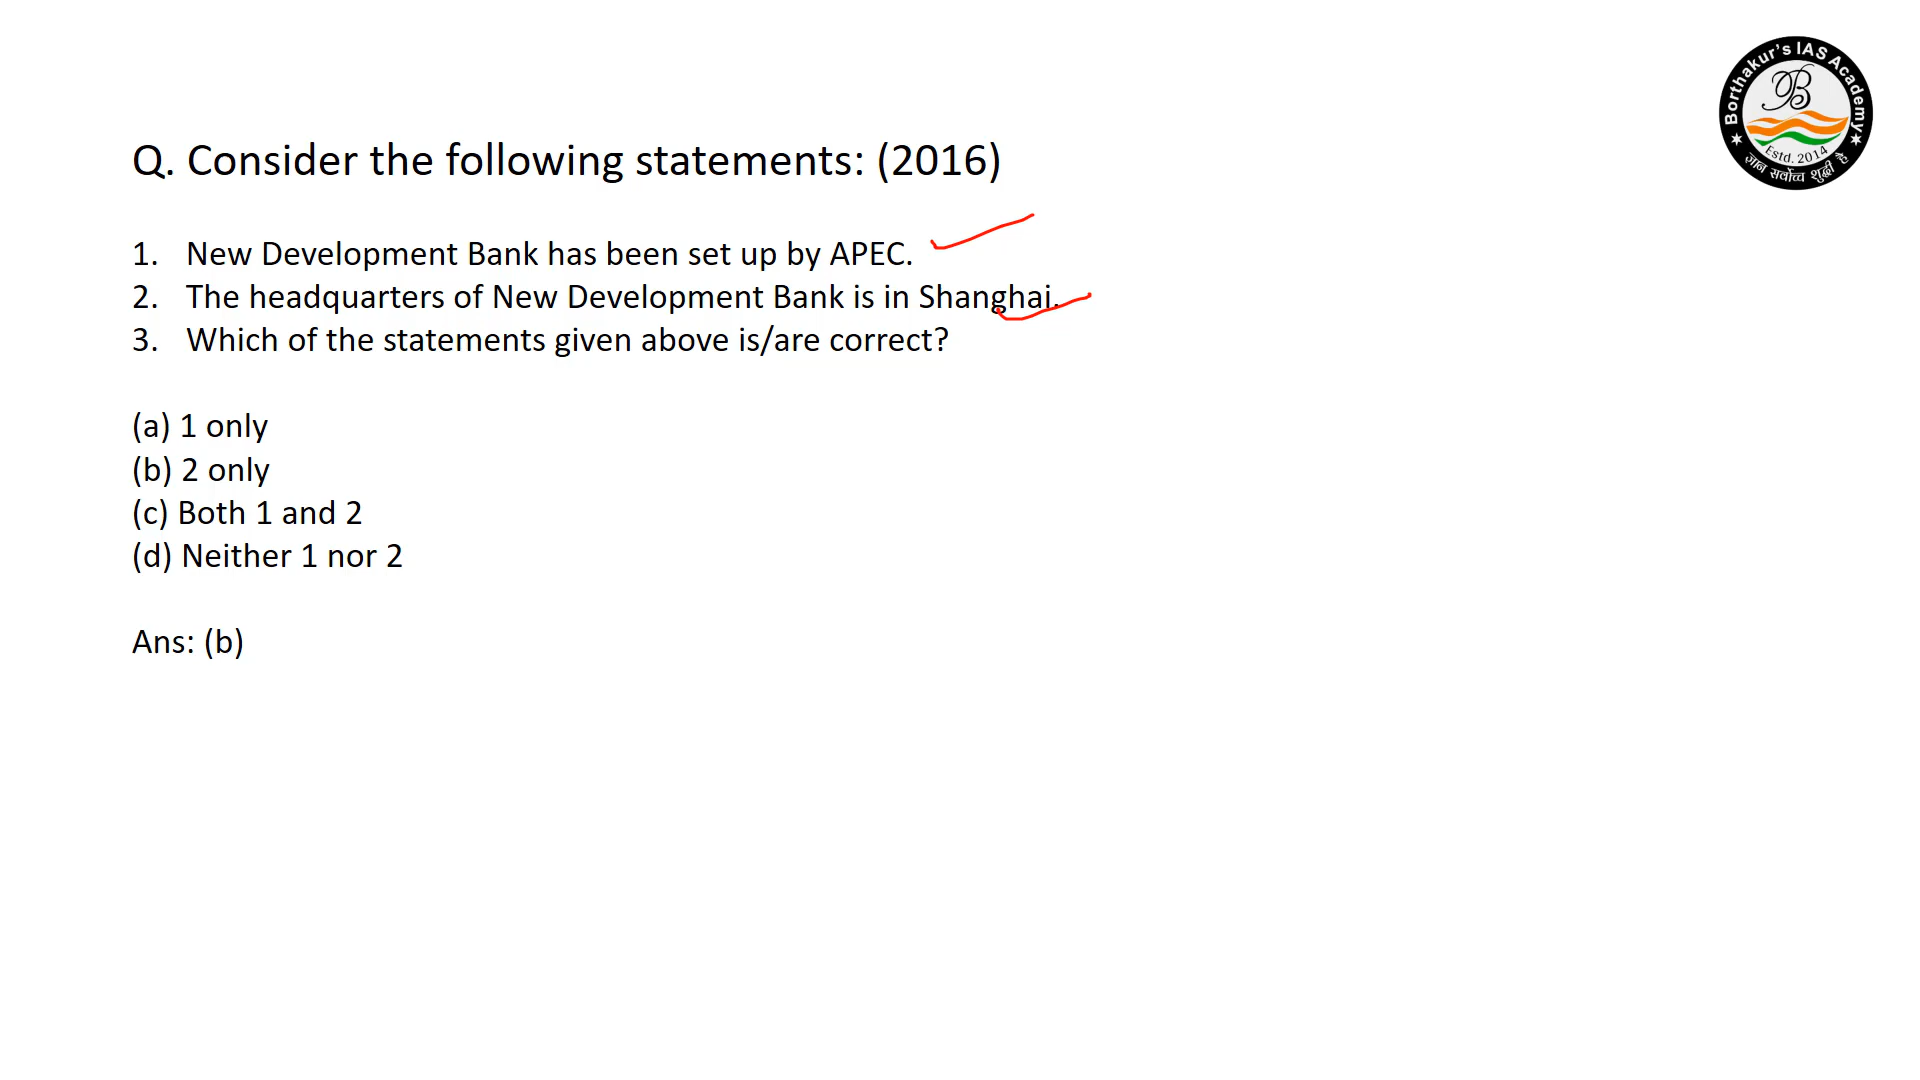 Borthakur's IAS Academy
B
Estd. 2014
ज्ञान सर्वोच्च शुद्धी है
Q. Consider the following statements: (2016)
1. New Development Bank has been set up by APEC.
2. The headquarters of New Development Bank is in Shanghai.
3. Which of the statements given above is/are correct?
(a) 1 only
(b) 2 only
(c) Both 1 and 2
(d) Neither 1 nor 2
Ans: (b)